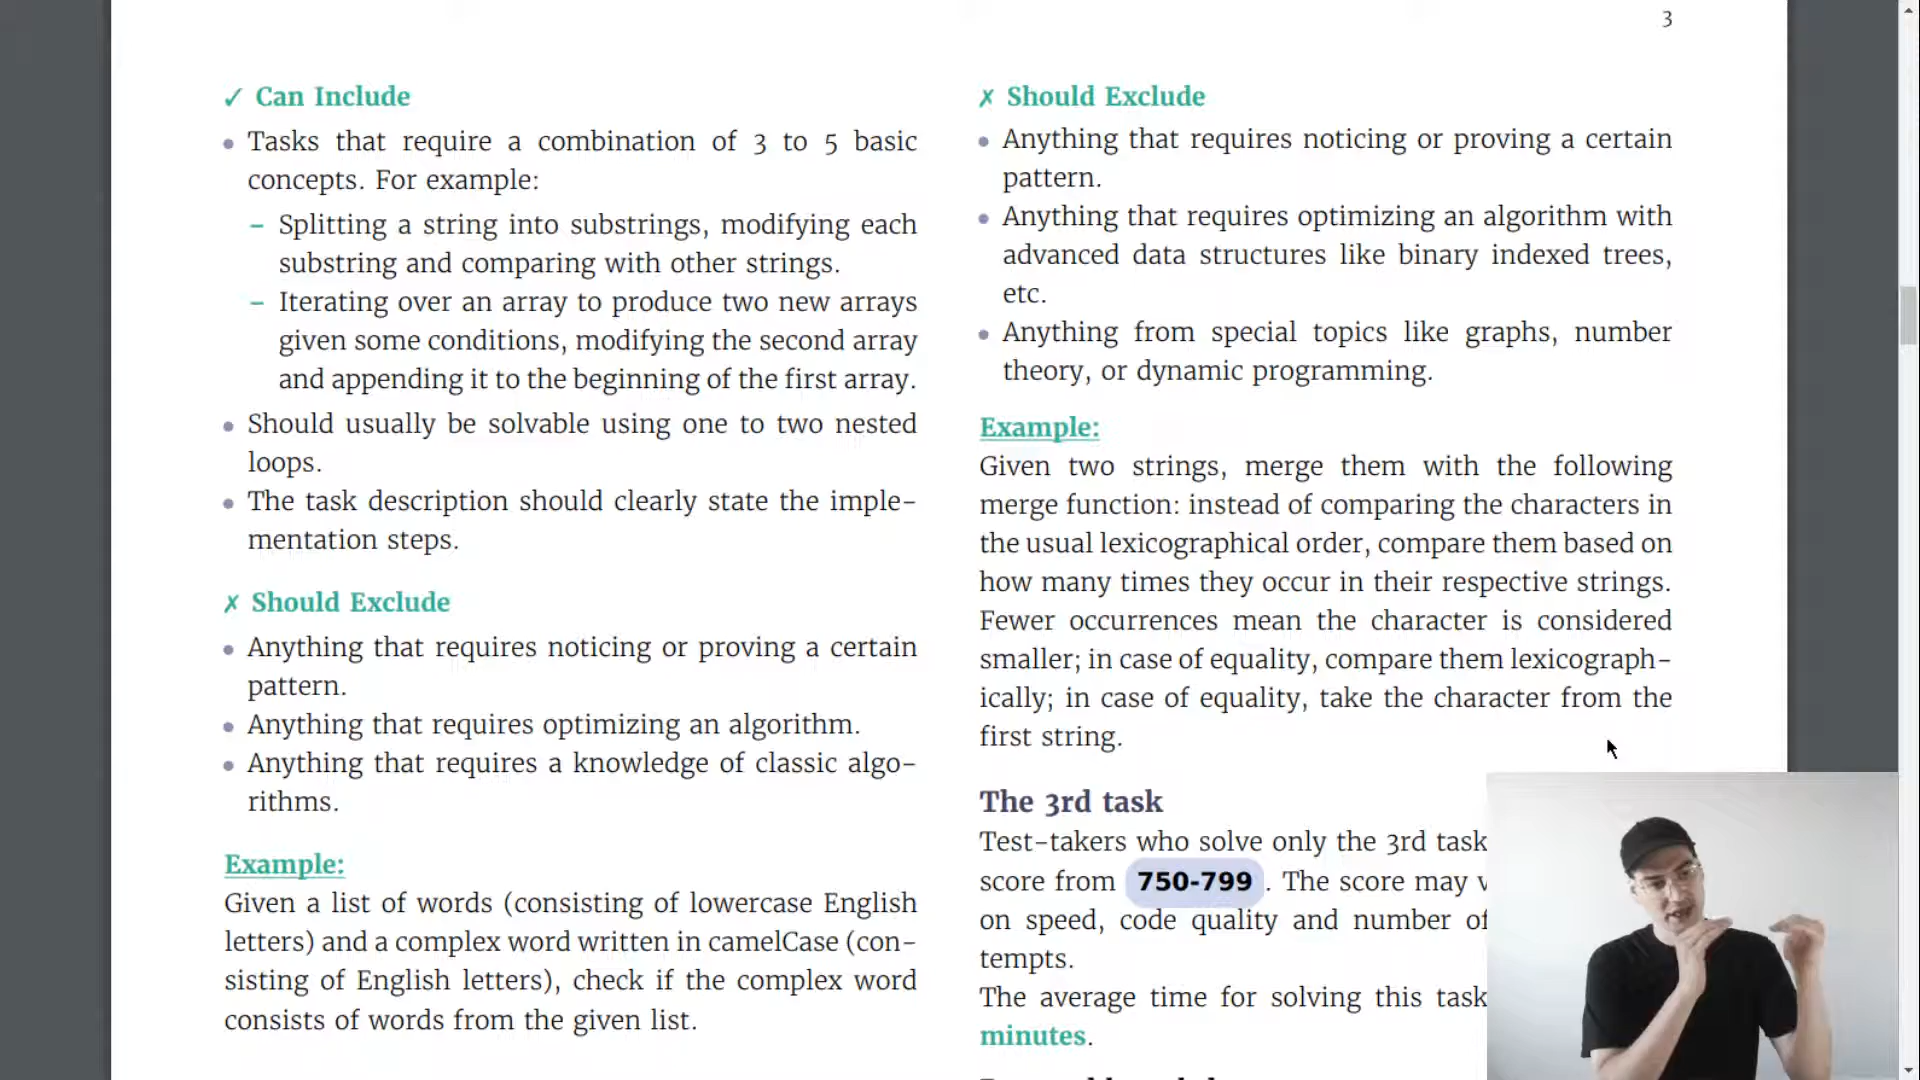 3
✓ Can Include
• Tasks that require a combination of 3 to 5 basic
concepts. For example:
– Splitting a string into substrings, modifying each
substring and comparing with other strings.
– Iterating over an array to produce two new arrays
given some conditions, modifying the second array
and appending it to the beginning of the first array.
• Should usually be solvable using one to two nested
loops.
• The task description should clearly state the imple-
mentation steps.
✗ Should Exclude
• Anything that requires noticing or proving a certain
pattern.
• Anything that requires optimizing an algorithm.
• Anything that requires a knowledge of classic algo-
rithms.
Example:
Given a list of words (consisting of lowercase English
letters) and a complex word written in camelCase (con-
sisting of English letters), check if the complex word
consists of words from the given list.
✗ Should Exclude
• Anything that requires noticing or proving a certain
pattern.
• Anything that requires optimizing an algorithm with
advanced data structures like binary indexed trees,
etc.
• Anything from special topics like graphs, number
theory, or dynamic programming.
Example:
Given two strings, merge them with the following
merge function: instead of comparing the characters in
the usual lexicographical order, compare them based on
how many times they occur in their respective strings.
Fewer occurrences mean the character is considered
smaller; in case of equality, compare them lexicograph-
ically; in case of equality, take the character from the
first string.
The 3rd task
Test-takers who solve only the 3rd task
score from 750-799. The score may
on speed, code quality and number of
tempts.
The average time for solving this task
minutes.